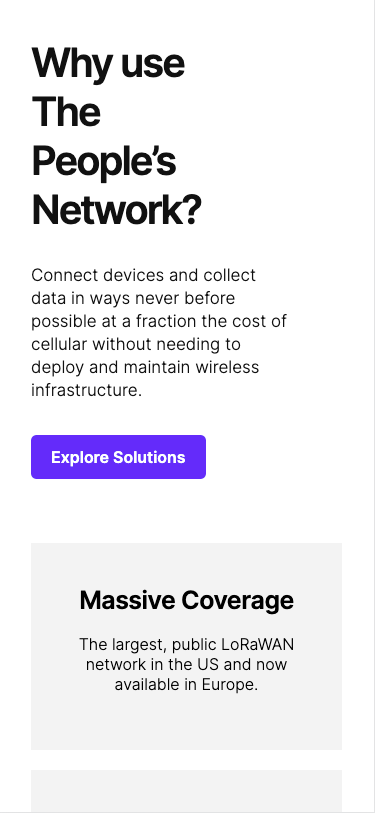 Why use
The
People’s
Network?
Connect devices and collect
data in ways never before
possible at a fraction the cost of
cellular without needing to
deploy and maintain wireless
infrastructure.
Explore Solutions
Massive Coverage
The largest, public LoRaWAN
network in the US and now
available in Europe.